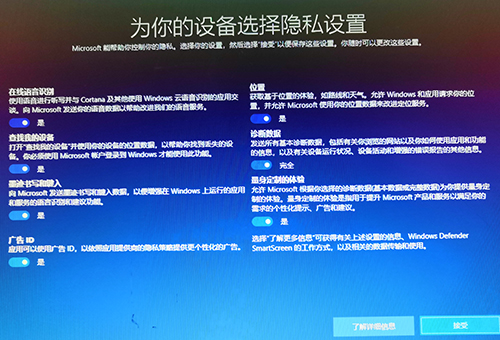 为你的设备选择隐私设置
Microsoft 能帮助你控制你的隐私。选择你的设置，然后选择“接受”以便保存这些设置。你随时可以更改这些设置。
在线语音识别
使用语音进行听写并与 Cortana 及其他使用 Windows 云语音识别的应用交
谈。向 Microsoft 发送你的语音数据以帮助改进我们的语音服务。
是
查找我的设备
打开“查找我的设备”并使用你的设备的位置数据，以帮助你找到丢失的设
备。你必须使用 Microsoft 帐户登录到 Windows 才能使用此功能。
是
墨迹书写和键入
向 Microsoft 发送墨迹书写和键入数据，以便增强在 Windows 上运行的应用
和服务的语言识别和建议功能。
是
广告 ID
应用可以使用广告 ID，以依照应用提供商的隐私策略提供更个性化的广告。
是
位置
获取基于位置的体验，如路线和天气。允许 Windows 和应用请求你的位
置，并允许 Microsoft 使用你的位置数据来改进定位服务。
是
诊断数据
发送所有基本诊断数据，包括有关你浏览的网站以及你如何使用应用和功能
的信息，以及有关设备运行状况、设备活动和增强的错误报告的其他信息。
完全
量身定制的体验
允许 Microsoft 根据你选择的诊断数据(基本数据或完整数据)为你提供量身定
制的体验。量身定制的体验是指用于提升 Microsoft 产品和服务以满足你的
需求的个性化提示、广告和建议。
是
选择“了解更多信息”可获得有关上述设置的信息、Windows Defender
SmartScreen 的工作方式，以及相关的数据传输和使用。
了解详细信息
接受